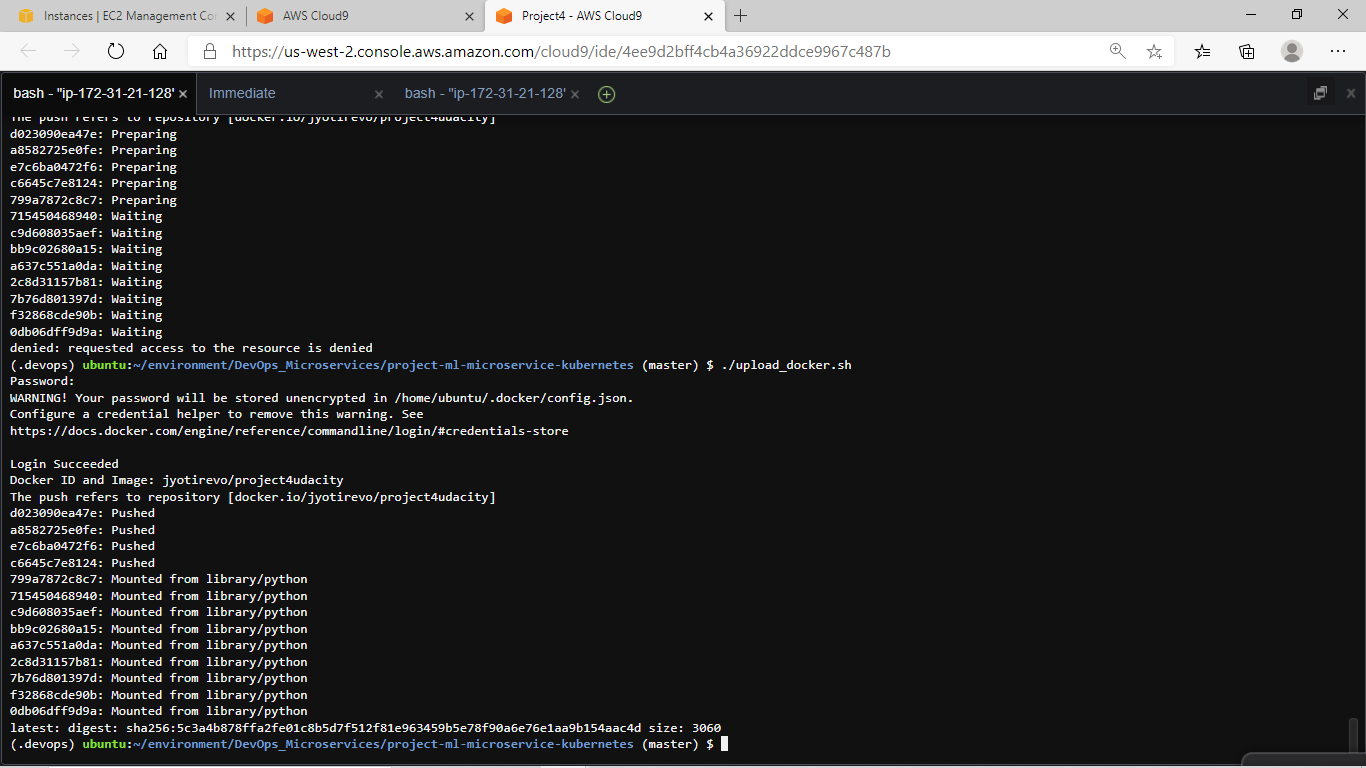 Instances | EC2 Management Co
AWS Cloud9
Project4 - AWS Cloud9
https://us-west-2.console.aws.amazon.com/cloud9/ide/4ee9d2bff4cb4a36922ddce9967c487b
bash - "ip-172-31-21-128'
Immediate
bash - "ip-172-31-21-128'
The push refers to repository [docker.io/jyotirevo/project4udacity]
d023090ea47e: Preparing
a8582725e0fe: Preparing
e7c6ba0472f6: Preparing
c6645c7e8124: Preparing
799a7872c8c7: Preparing
715450468940: Waiting
c9d608035aef: Waiting
bb9c02680a15: Waiting
a637c551a0da: Waiting
2c8d31157b81: Waiting
7b76d801397d: Waiting
f32868cde90b: Waiting
0db06dff9d9a: Waiting
denied: requested access to the resource is denied
(.devops) ubuntu:~/environment/DevOps_Microservices/project-ml-microservice-kubernetes (master) $ ./upload_docker.sh
Password:
WARNING! Your password will be stored unencrypted in /home/ubuntu/.docker/config.json.
Configure a credential helper to remove this warning. See
https://docs.docker.com/engine/reference/commandline/login/#credentials-store
Login Succeeded
Docker ID and Image: jyotirevo/project4udacity
The push refers to repository [docker.io/jyotirevo/project4udacity]
d023090ea47e: Pushed
a8582725e0fe: Pushed
e7c6ba0472f6: Pushed
c6645c7e8124: Pushed
799a7872c8c7: Mounted from library/python
715450468940: Mounted from library/python
c9d608035aef: Mounted from library/python
bb9c02680a15: Mounted from library/python
a637c551a0da: Mounted from library/python
2c8d31157b81: Mounted from library/python
7b76d801397d: Mounted from library/python
f32868cde90b: Mounted from library/python
0db06dff9d9a: Mounted from library/python
latest: digest: sha256:5c3a4b878ffa2fe01c8b5d7f512f81e963459b5e78f90a6e76e1aa9b154aac4d size: 3060
(.devops) ubuntu:~/environment/DevOps_Microservices/project-ml-microservice-kubernetes (master) $